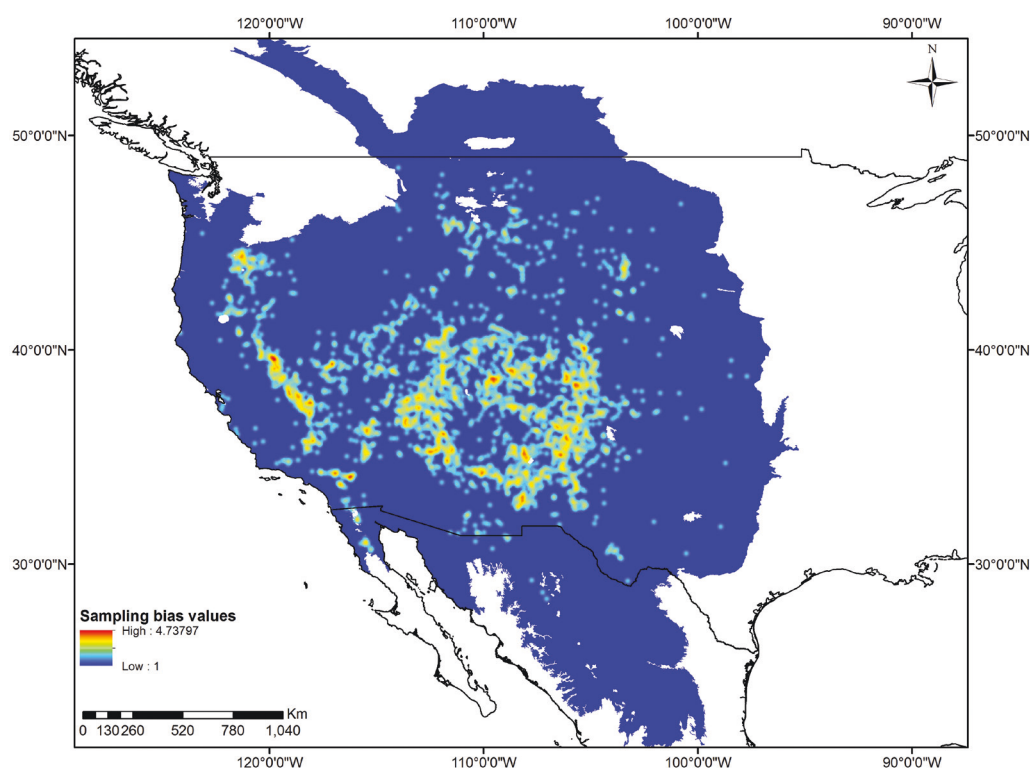 120°0'0"W 110°0'0"W 100°0'0"W 90°0'0"W
N
50°0'0"N 50°0'0"N
40°0'0"N 40°0'0"N
30°0'0"N 30°0'0"N
Sampling bias values
High : 4.73797
Low : 1
Km
0 130 260 520 780 1,040
120°0'0"W 110°0'0"W 100°0'0"W 90°0'0"W